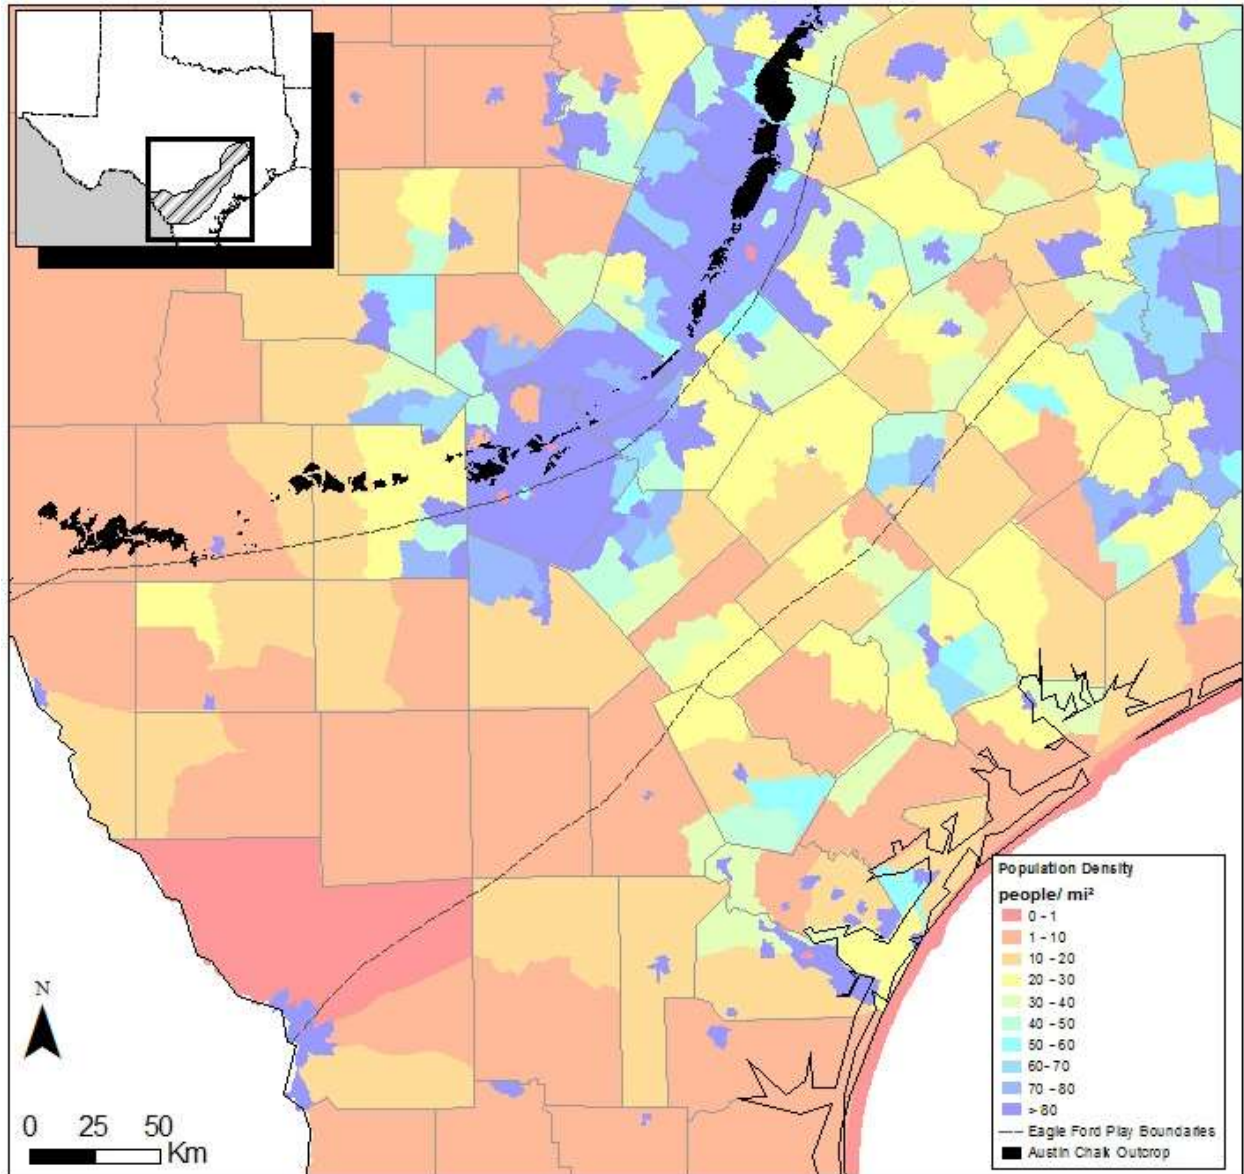 N
0 25 50
Km
Population Density
people/ mi²
0 - 1
1 - 10
10 - 20
20 - 30
30 - 40
40 - 50
50 - 60
60- 70
70 - 80
> 80
Eagle Ford Play Boundaries
Austin Chalk Outcrop